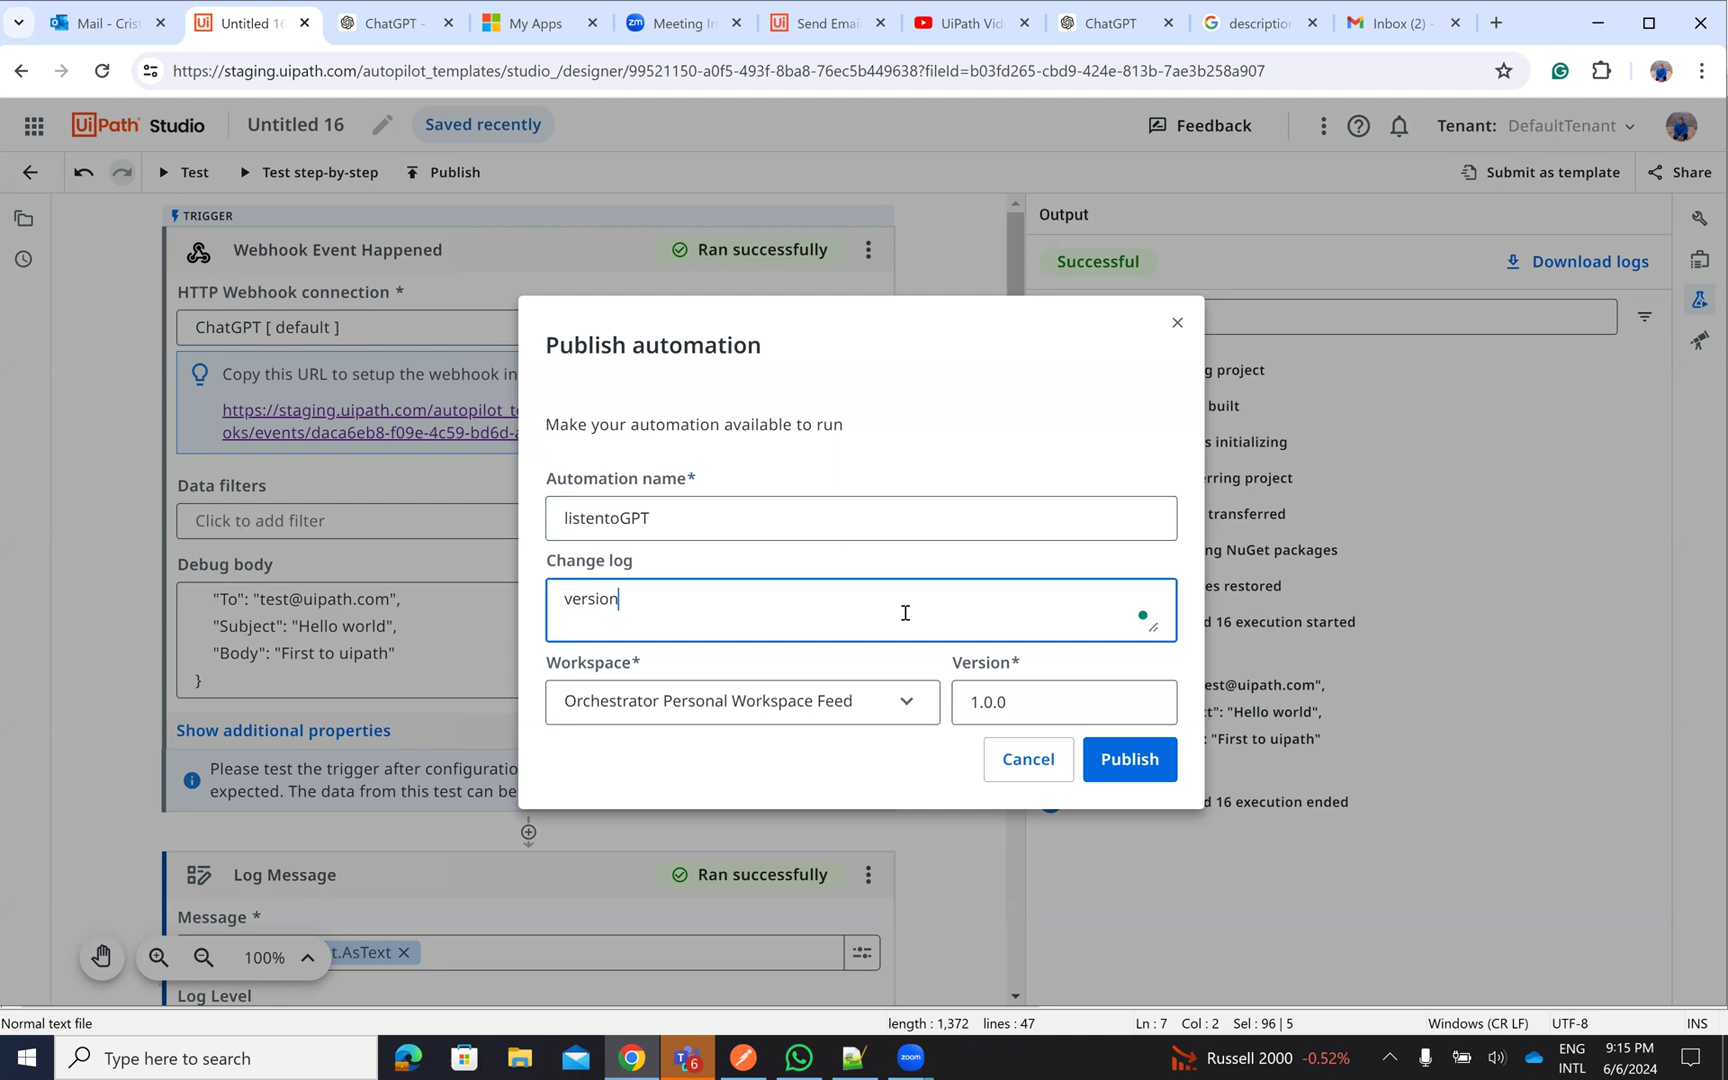 Mail - Cris
Untitled 16
ChatGPT -
My Apps
Meeting In
Send Emai
YouTube Vid
ChatGPT
description
Inbox (2) -
https://staging.uipath.com/autopilot_templates/studio_/designer/99521150-a0f5-493f-8ba8-76ec5b449638?fileId=b03fd265-cbd9-424e-813b-7ae3b258a907
UiPath Studio
Untitled 16
Saved recently
Feedback
Tenant: DefaultTenant
Test
Test step-by-step
Publish
Submit as template
Share
TRIGGER
Webhook Event Happened
Ran successfully
HTTP Webhook connection *
ChatGPT [ default ]
Copy this URL to setup the webhook in
https://staging.uipath.com/autopilot_te
oks/events/daca6eb8-f09e-4c59-bd6d-a
Data filters
Click to add filter
Debug body
"To": "test@uipath.com",
"Subject": "Hello world",
"Body": "First to uipath"
}
Show additional properties
Please test the trigger after configuratio
expected. The data from this test can be
Log Message
Ran successfully
Message *
t.AsText
100%
Log Level
Publish automation
Make your automation available to run
Automation name*
listentoGPT
Change log
version
Workspace*
Version*
Orchestrator Personal Workspace Feed
1.0.0
Cancel
Publish
Output
Successful
Download logs
g project
built
s initializing
rring project
transferred
ng NuGet packages
es restored
d 16 execution started
est@uipath.com",
t": "Hello world",
: "First to uipath"
d 16 execution ended
Normal text file
length : 1,372 lines : 47
Ln : 7 Col : 2 Sel : 96 | 5
Windows (CR LF)
UTF-8
INS
Type here to search
6
zoom
Russell 2000 -0.52%
ENG
INTL
9:15 PM
6/6/2024